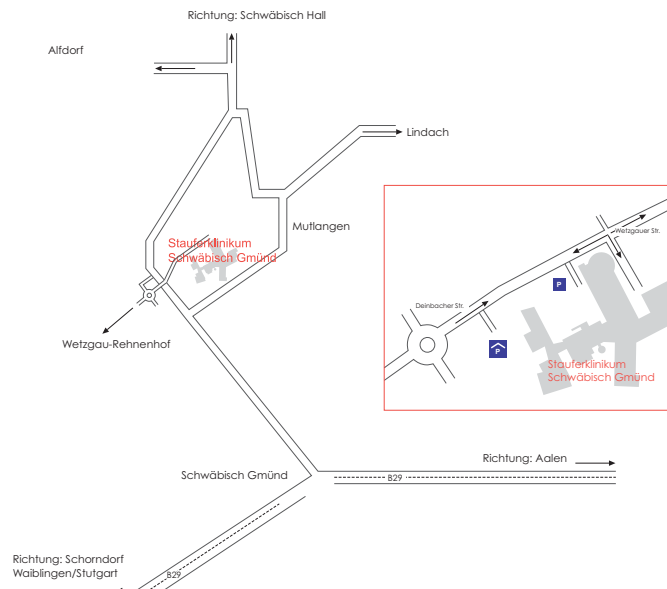 Richtung: Schwäbisch Hall
Alfdorf
Lindach
Mutlangen
Stauferklinikum
Schwäbisch Gmünd
Wetzgau-Rehnenhof
Wetzgauer Str.
P
Deinbacher Str.
P
Stauferklinikum
Schwäbisch Gmünd
Richtung: Aalen
Schwäbisch Gmünd
B29
Richtung: Schorndorf
Waiblingen/Stutgart
B29